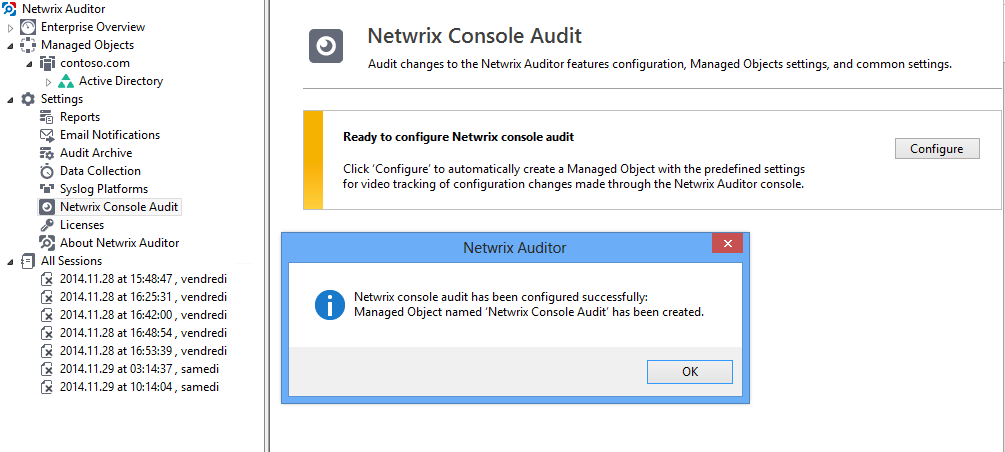 Netwrix Auditor
Enterprise Overview
Managed Objects
contoso.com
Active Directory
Settings
Reports
Email Notifications
Audit Archive
Data Collection
Syslog Platforms
Netwrix Console Audit
Licenses
About Netwrix Auditor
All Sessions
2014.11.28 at 15:48:47 , vendredi
2014.11.28 at 16:25:31 , vendredi
2014.11.28 at 16:42:00 , vendredi
2014.11.28 at 16:48:54 , vendredi
2014.11.28 at 16:53:39 , vendredi
2014.11.29 at 03:14:37 , samedi
2014.11.29 at 10:14:04 , samedi
Netwrix Console Audit
Audit changes to the Netwrix Auditor features configuration, Managed Objects settings, and common settings.
Ready to configure Netwrix console audit
Configure
Click ‘Configure’ to automatically create a Managed Object with the predefined settings
for video tracking of configuration changes made through the Netwrix Auditor console.
Netwrix Auditor
Netwrix console audit has been configured successfully:
Managed Object named ‘Netwrix Console Audit’ has been created.
OK